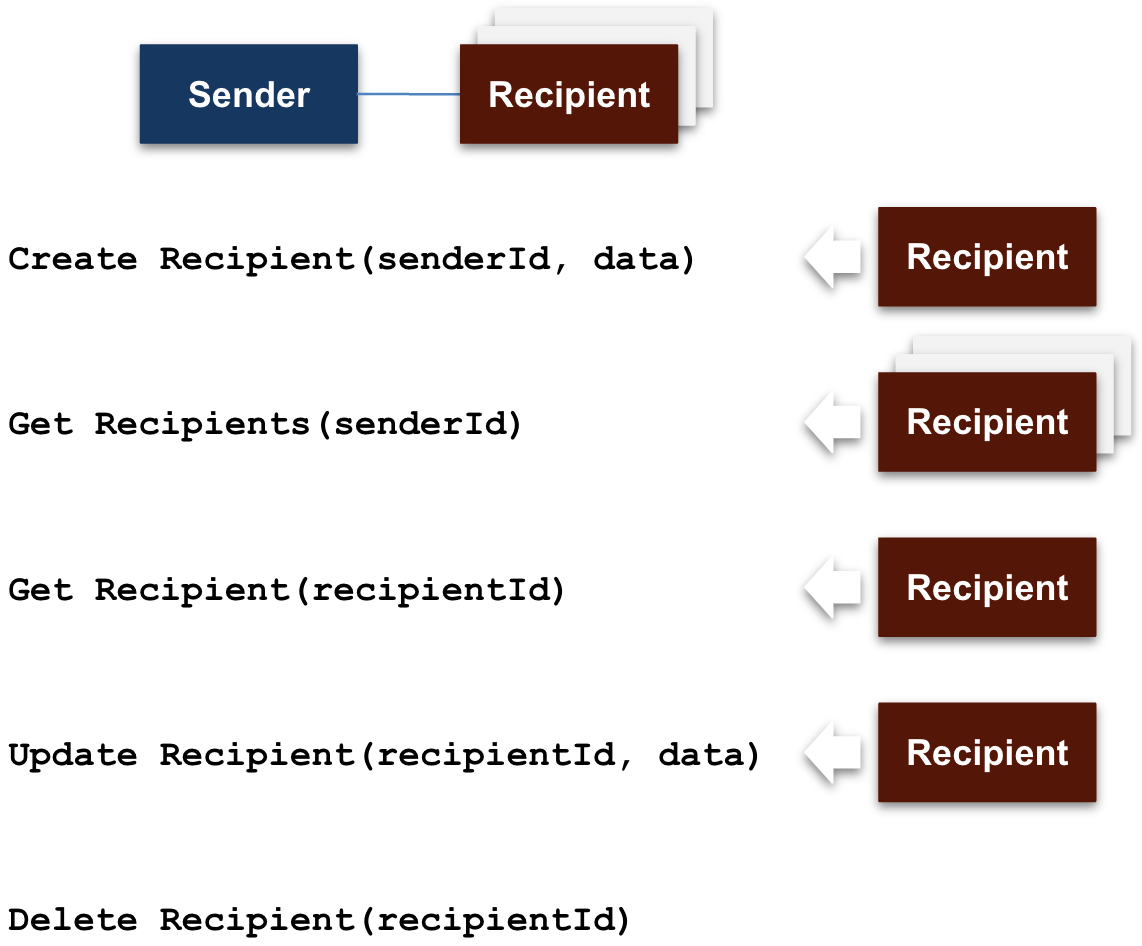 Sender
Recipient
Create Recipient(senderId, data)
Recipient
Get Recipients(senderId)
Recipient
Get Recipient(recipientId)
Recipient
Update Recipient(recipientId, data)
Recipient
Delete Recipient(recipientId)